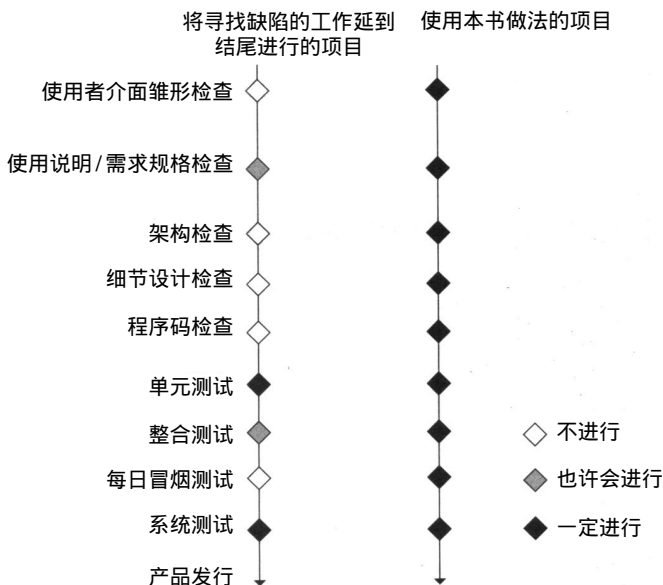 将寻找缺陷的工作延到
结尾进行的项目
使用本书做法的项目
使用者介面雏形检查
使用说明/需求规格检查
架构检查
细节设计检查
程序码检查
单元测试
整合测试
每日冒烟测试
系统测试
产品发行
不进行
也许会进行
一定进行